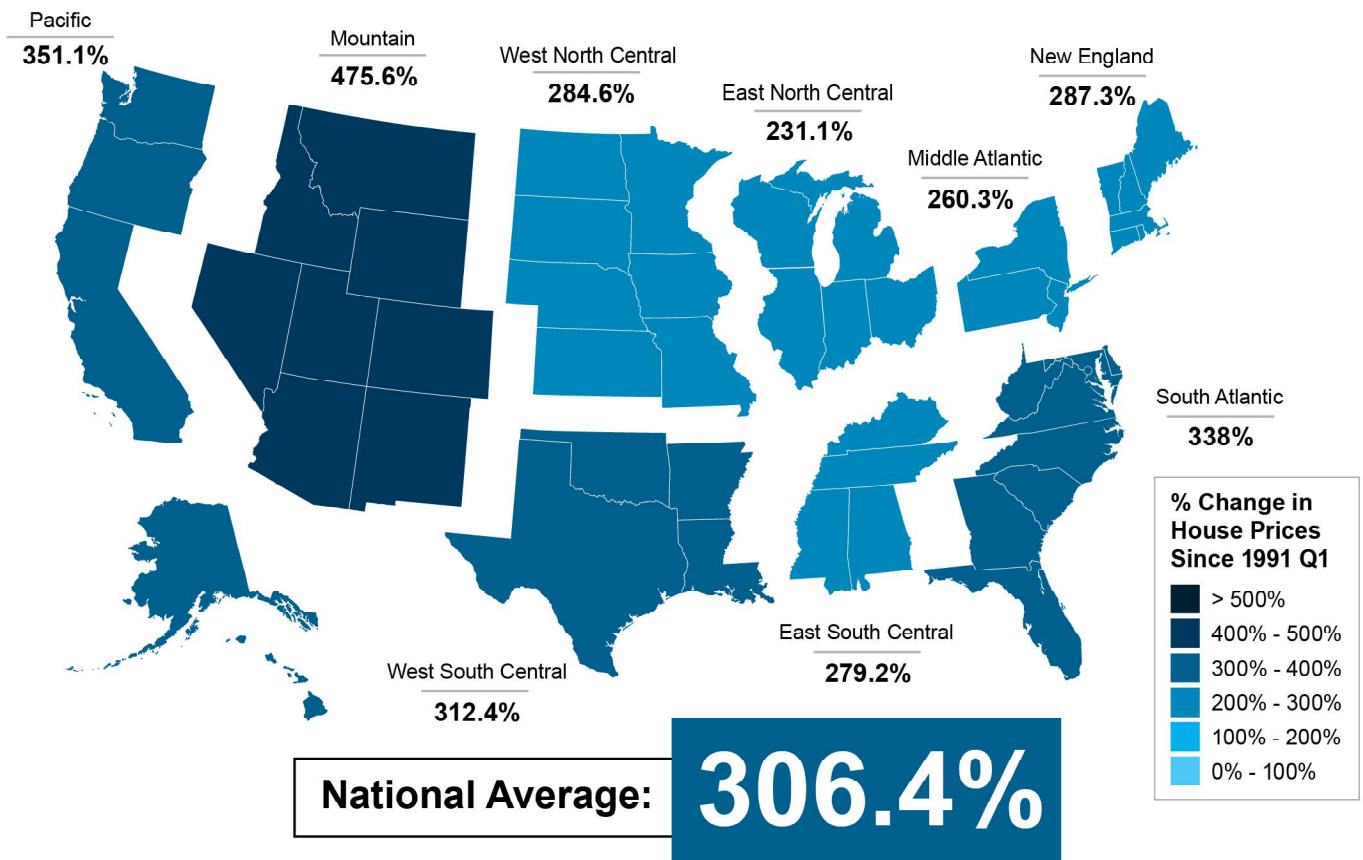 Pacific
351.1%
Mountain
475.6%
West North Central
284.6%
East North Central
231.1%
New England
287.3%
Middle Atlantic
260.3%
South Atlantic
338%
% Change in
House Prices
Since 1991 Q1
> 500%
400% - 500%
300% - 400%
200% - 300%
100% - 200%
0% - 100%
East South Central
279.2%
West South Central
312.4%
National Average:
306.4%